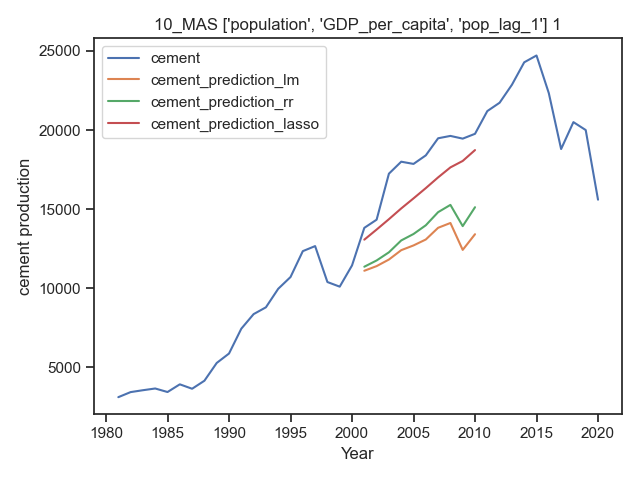 10_MAS ['population', 'GDP_per_capita', 'pop_lag_1'] 1
25000
20000
15000
10000
5000
cement production
cement
cement_prediction_lm
cement_prediction_rr
cement_prediction_lasso
1980 1985 1990 1995 2000 2005 2010 2015 2020
Year